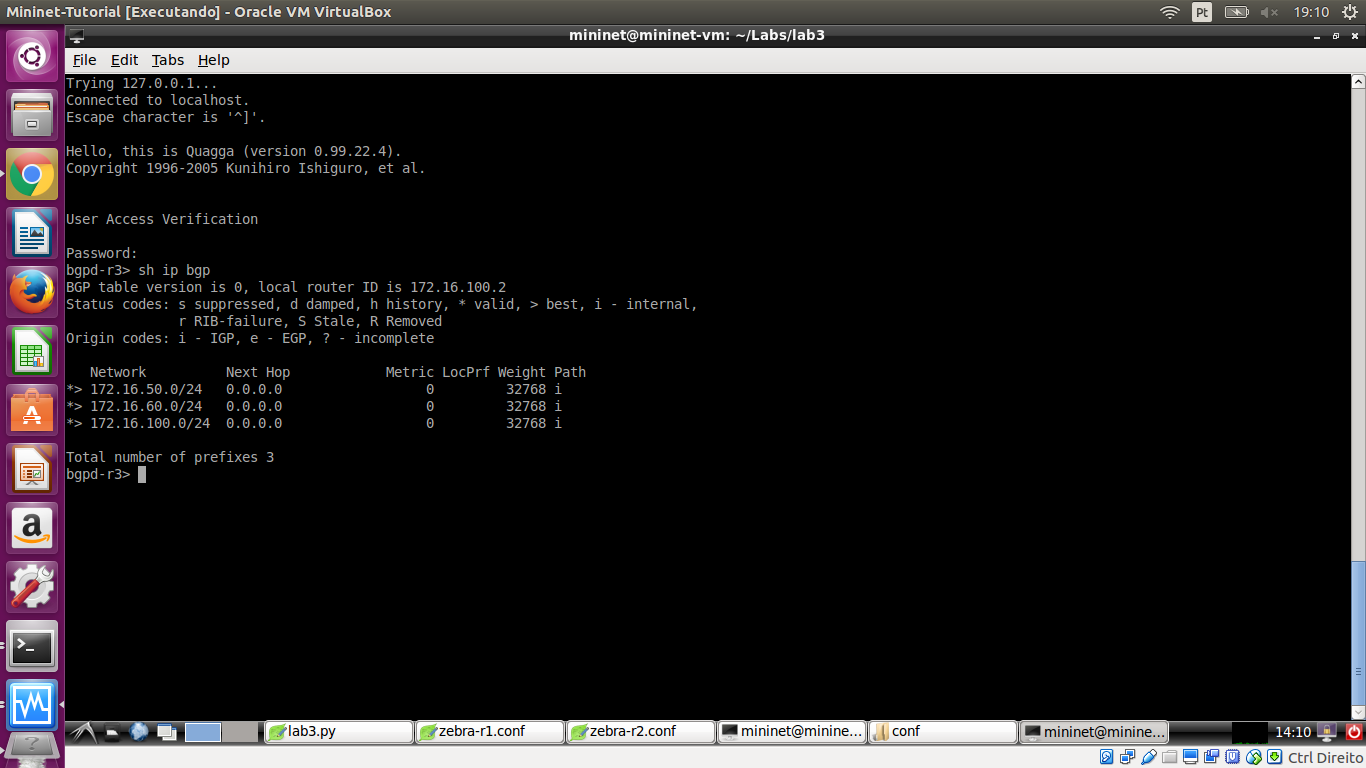 Mininet-Tutorial [Executando] - Oracle VM VirtualBox
Pt
19:10
mininet@mininet-vm: ~/Labs/lab3
File Edit Tabs Help
Trying 127.0.0.1...
Connected to localhost.
Escape character is '^]'.
Hello, this is Quagga (version 0.99.22.4).
Copyright 1996-2005 Kunihiro Ishiguro, et al.
User Access Verification
Password:
bgpd-r3> sh ip bgp
BGP table version is 0, local router ID is 172.16.100.2
Status codes: s suppressed, d damped, h history, * valid, > best, i - internal,
              r RIB-failure, S Stale, R Removed
Origin codes: i - IGP, e - EGP, ? - incomplete
   Network          Next Hop            Metric LocPrf Weight Path
*> 172.16.50.0/24   0.0.0.0                  0         32768 i
*> 172.16.60.0/24   0.0.0.0                  0         32768 i
*> 172.16.100.0/24  0.0.0.0                  0         32768 i
Total number of prefixes 3
bgpd-r3>
lab3.py
zebra-r1.conf
zebra-r2.conf
mininet@minine...
conf
mininet@minine...
14:10
Ctrl Direito